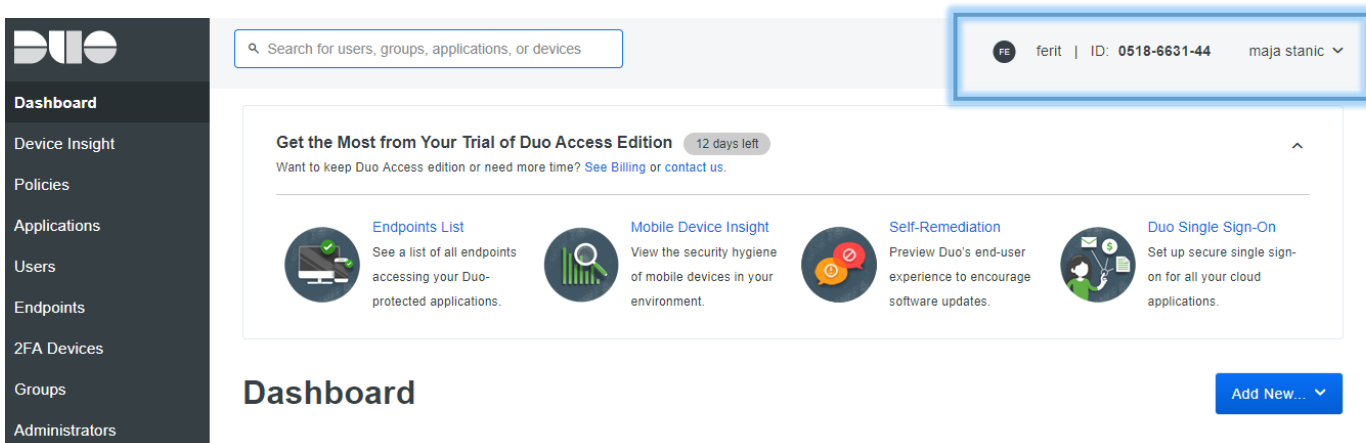 DUO
Search for users, groups, applications, or devices
FE ferit | ID: 0518-6631-44 maja stanic
Dashboard
Device Insight
Policies
Applications
Users
Endpoints
2FA Devices
Groups
Administrators
Get the Most from Your Trial of Duo Access Edition 12 days left
Want to keep Duo Access edition or need more time? See Billing or contact us.
Endpoints List
See a list of all endpoints
accessing your Duo-
protected applications.
Mobile Device Insight
View the security hygiene
of mobile devices in your
environment.
Self-Remediation
Preview Duo's end-user
experience to encourage
software updates.
Duo Single Sign-On
Set up secure single sign-
on for all your cloud
applications.
Dashboard
Add New...